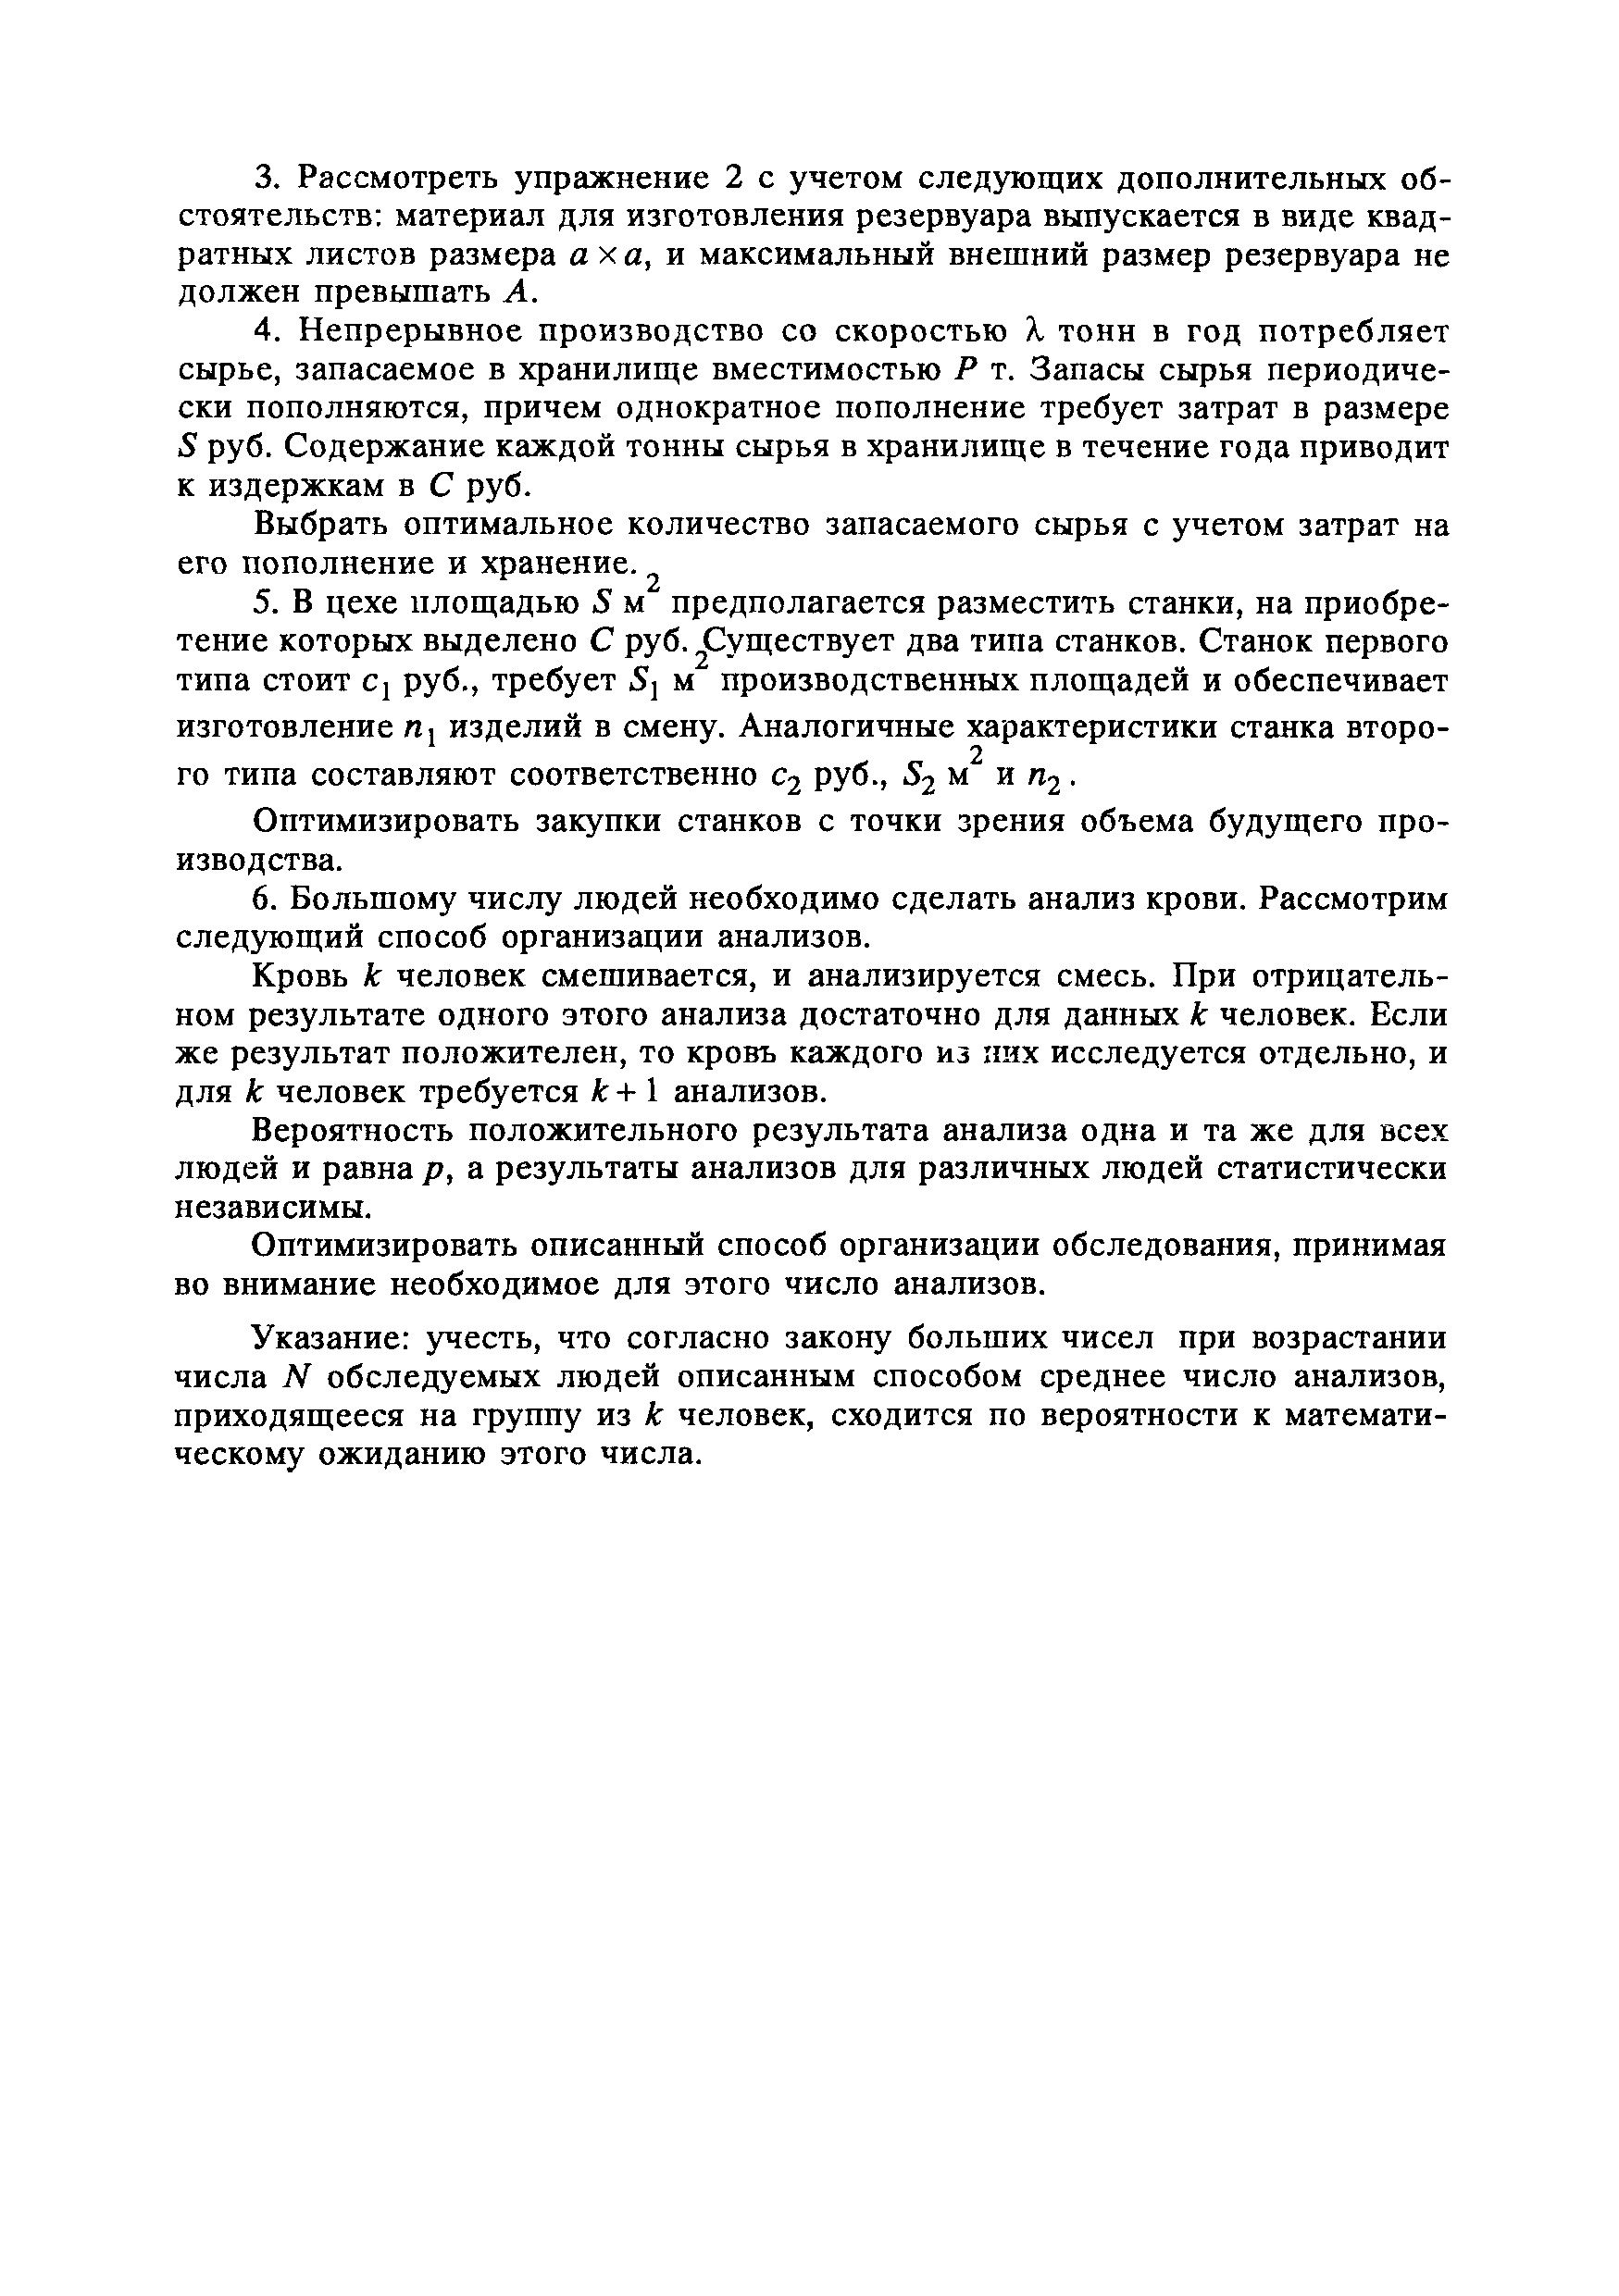 3. Рассмотреть упражнение 2 с учетом следующих дополнительных об-
стоятельств: материал для изготовления резервуара выпускается в виде квад-
ратных листов размера a × a, и максимальный внешний размер резервуара не
должен превышать A.
4. Непрерывное производство со скоростью λ тонн в год потребляет
сырье, запасаемое в хранилище вместимостью P т. Запасы сырья периодиче-
ски пополняются, причем однократное пополнение требует затрат в размере
S руб. Содержание каждой тонны сырья в хранилище в течение года приводит
к издержкам в C руб.
Выбрать оптимальное количество запасаемого сырья с учетом затрат на
его пополнение и хранение.
5. В цехе площадью S м² предполагается разместить станки, на приобре-
тение которых выделено C руб. Существует два типа станков. Станок первого
типа стоит c₁ руб., требует S₁ м² производственных площадей и обеспечивает
изготовление n₁ изделий в смену. Аналогичные характеристики станка второ-
го типа составляют соответственно c₂ руб., S₂ м² и n₂.
Оптимизировать закупки станков с точки зрения объема будущего про-
изводства.
6. Большому числу людей необходимо сделать анализ крови. Рассмотрим
следующий способ организации анализов.
Кровь k человек смешивается, и анализируется смесь. При отрицатель-
ном результате одного этого анализа достаточно для данных k человек. Если
же результат положителен, то кровь каждого из них исследуется отдельно, и
для k человек требуется k + 1 анализов.
Вероятность положительного результата анализа одна и та же для всех
людей и равна p, а результаты анализов для различных людей статистически
независимы.
Оптимизировать описанный способ организации обследования, принимая
во внимание необходимое для этого число анализов.
Указание: учесть, что согласно закону больших чисел при возрастании
числа N обследуемых людей описанным способом среднее число анализов,
приходящееся на группу из k человек, сходится по вероятности к математи-
ческому ожиданию этого числа.